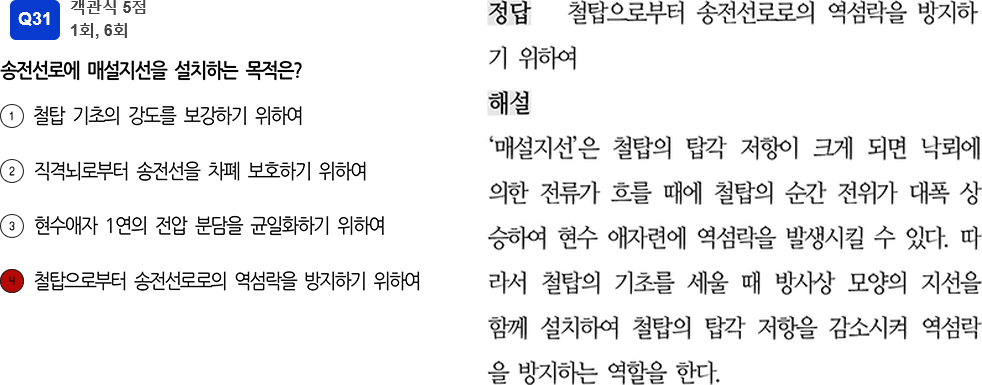 Q31
객관식 5점
1회, 6회
송전선로에 매설지선을 설치하는 목적은?
1 철탑 기초의 강도를 보강하기 위하여
2 직격뇌로부터 송전선을 차폐 보호하기 위하여
3 현수애자 1연의 전압 분담을 균일화하기 위하여
4 철탑으로부터 송전선로로의 역섬락을 방지하기 위하여
정답 철탑으로부터 송전선로로의 역섬락을 방지하
기 위하여
해설
‘매설지선’은 철탑의 탑각 저항이 크게 되면 낙뢰에
의한 전류가 흐를 때에 철탑의 순간 전위가 대폭 상
승하여 현수 애자련에 역섬락을 발생시킬 수 있다. 따
라서 철탑의 기초를 세울 때 방사상 모양의 지선을
함께 설치하여 철탑의 탑각 저항을 감소시켜 역섬락
을 방지하는 역할을 한다.